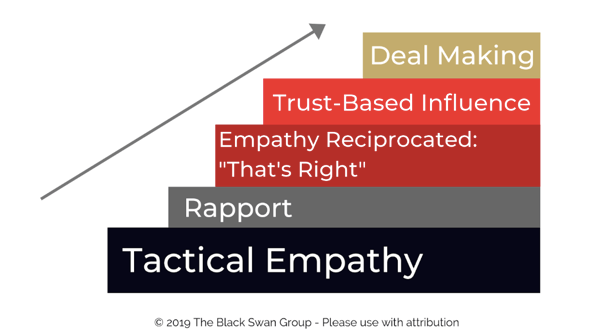 Deal Making
Trust-Based Influence
Empathy Reciprocated:
"That's Right"
Rapport
Tactical Empathy
© 2019 The Black Swan Group - Please use with attribution